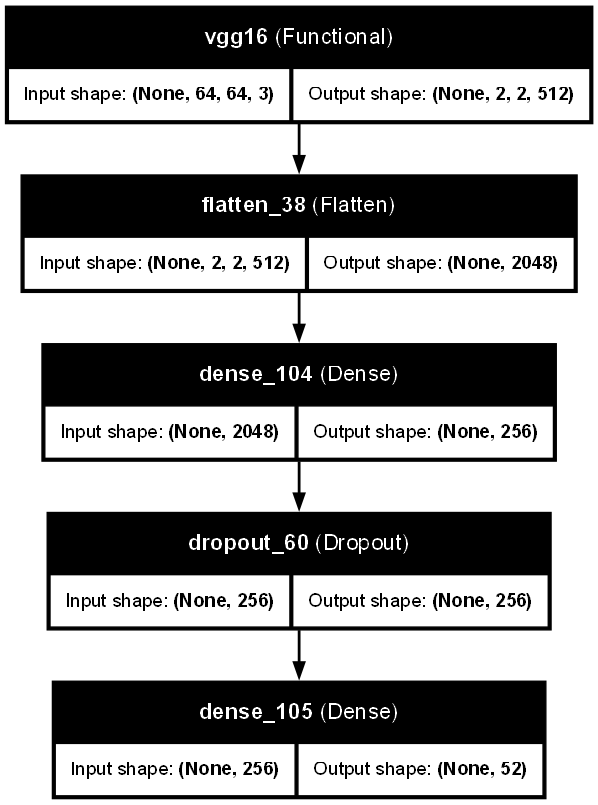 vgg16 (Functional)
Input shape: (None, 64, 64, 3) Output shape: (None, 2, 2, 512)
flatten_38 (Flatten)
Input shape: (None, 2, 2, 512) Output shape: (None, 2048)
dense_104 (Dense)
Input shape: (None, 2048) Output shape: (None, 256)
dropout_60 (Dropout)
Input shape: (None, 256) Output shape: (None, 256)
dense_105 (Dense)
Input shape: (None, 256) Output shape: (None, 52)